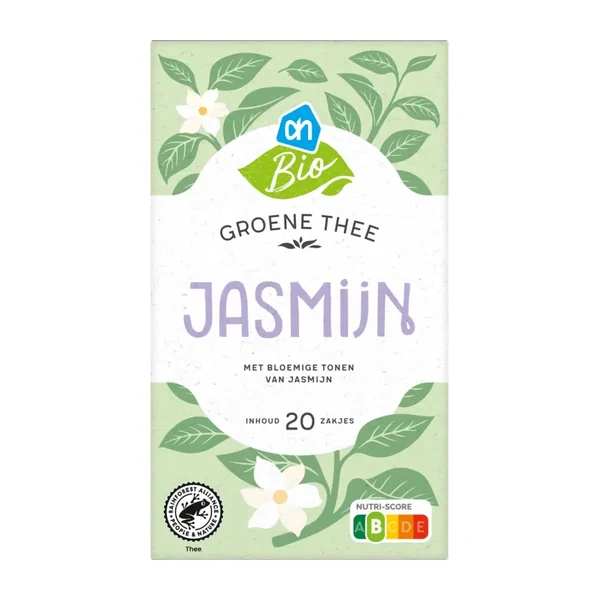 ah
Bio
GROENE THEE
JASMIJN
MET BLOEMIGE TONEN
VAN JASMIJN
INHOUD 20 ZAKJES
RAINFOREST ALLIANCE
PEOPLE & NATURE
Thee
NUTRI-SCORE
A B C D E